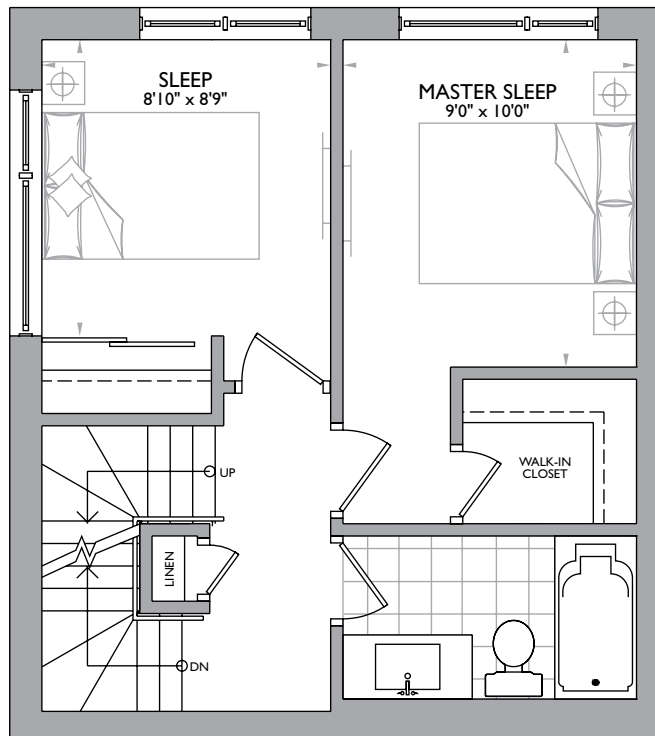 SLEEP
8'10" x 8'9"
MASTER SLEEP
9'0" x 10'0"
WALK-IN
CLOSET
UP
LINEN
DN